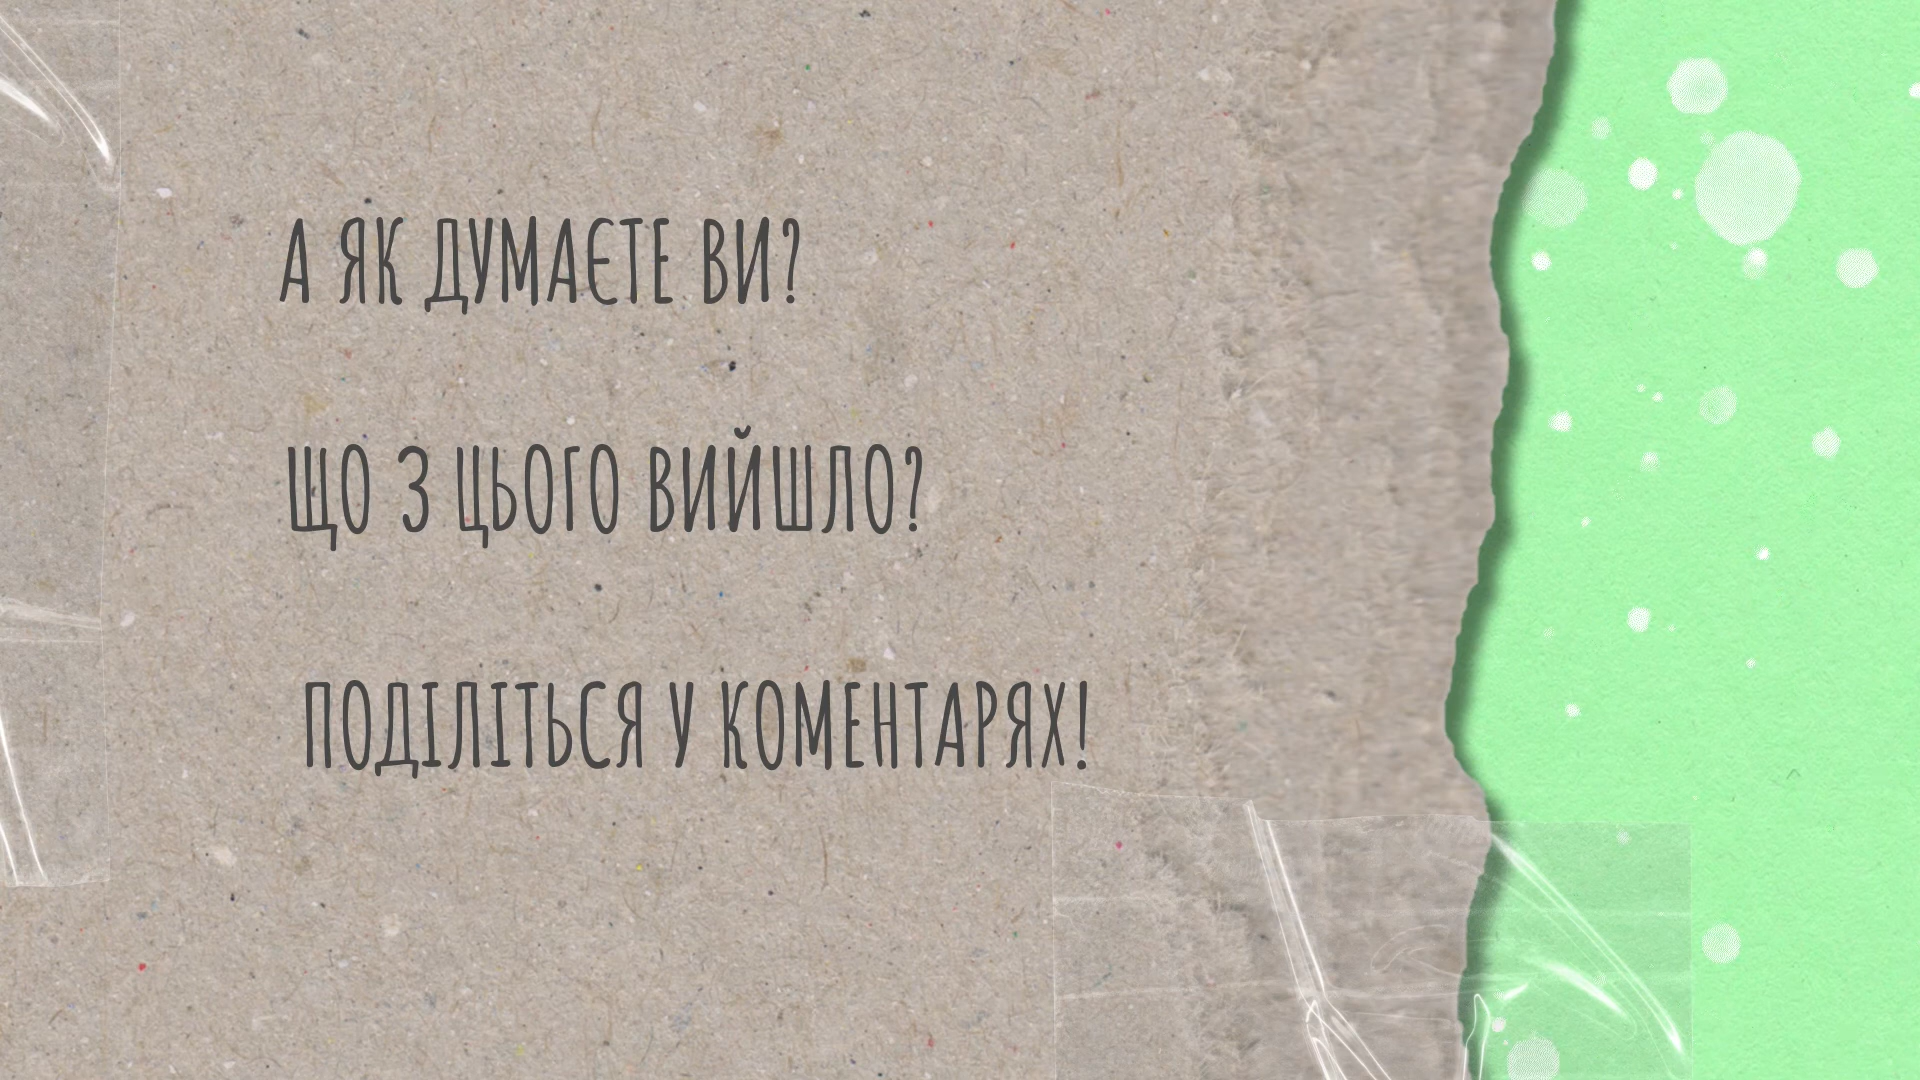 А ЯК ДУМАЄТЕ ВИ?
ЩО З ЦЬОГО ВИЙШЛО?
ПОДІЛІТЬСЯ У КОМЕНТАРЯХ!